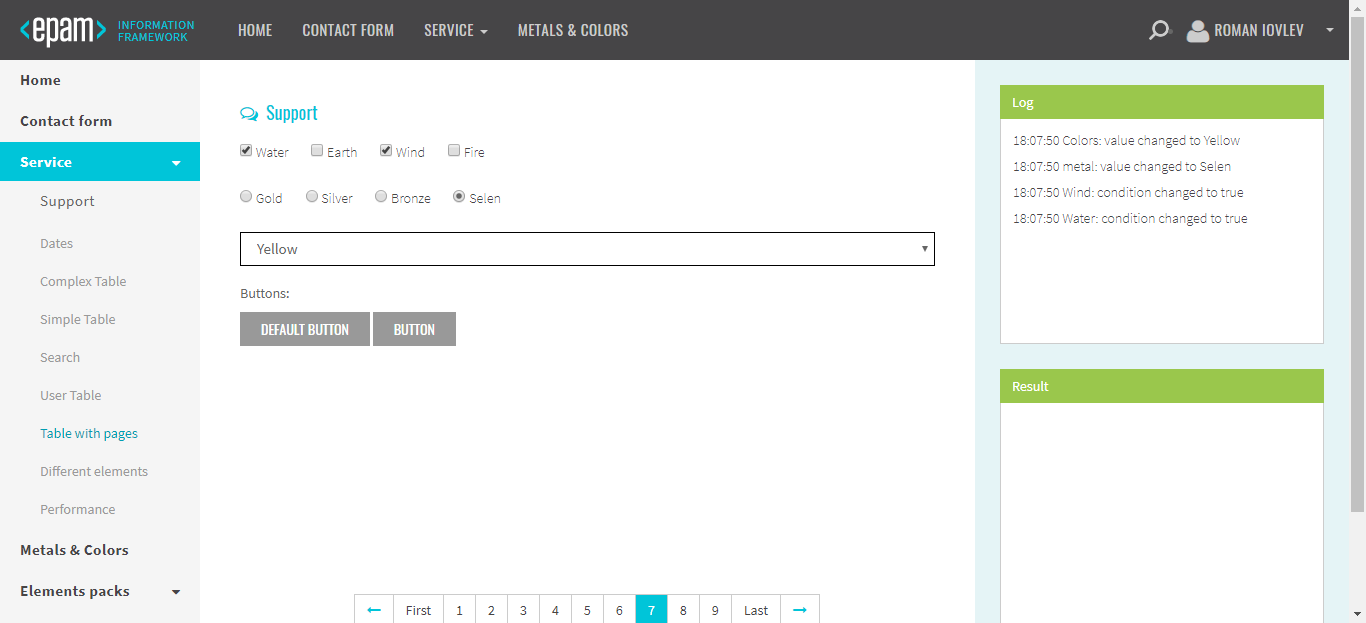 <epam> INFORMATION
FRAMEWORK
HOME CONTACT FORM SERVICE METALS & COLORS ROMAN IOVLEV
Home
Contact form
Service
Support
Dates
Complex Table
Simple Table
Search
User Table
Table with pages
Different elements
Performance
Metals & Colors
Elements packs
Support
Water Earth Wind Fire
Gold Silver Bronze Selen
Yellow
Buttons:
DEFAULT BUTTON BUTTON
First 1 2 3 4 5 6 7 8 9 Last
Log
18:07:50 Colors: value changed to Yellow
18:07:50 metal: value changed to Selen
18:07:50 Wind: condition changed to true
18:07:50 Water: condition changed to true
Result